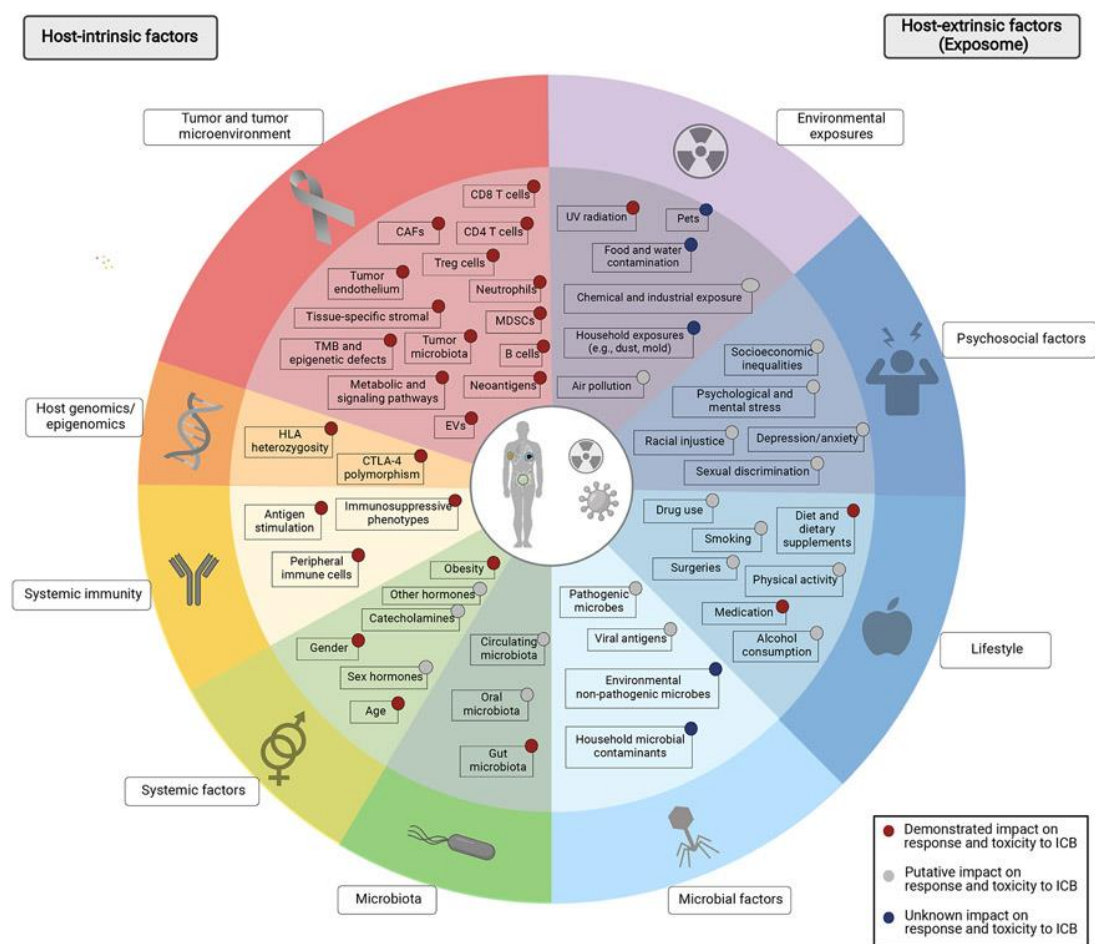 Host-intrinsic factors
Host-extrinsic factors
(Exposome)
Tumor and tumor
microenvironment
Environmental
exposures
CD8 T cells
CAFs
CD4 T cells
Treg cells
Tumor
endothelium
Neutrophils
Tissue-specific stromal
MDSCs
TMB and
epigenetic defects
Tumor
microbiota
B cells
Metabolic and
signaling pathways
Neoantigens
EVs
UV radiation
Pets
Food and water
contamination
Chemical and industrial exposure
Household exposures
(e.g., dust, mold)
Air pollution
Psychosocial factors
Socioeconomic
inequalities
Psychological and
mental stress
Racial injustice
Depression/anxiety
Sexual discrimination
Host genomics/
epigenomics
HLA
heterozygosity
CTLA-4
polymorphism
Systemic immunity
Antigen
stimulation
Immunosuppressive
phenotypes
Peripheral
immune cells
Lifestyle
Drug use
Diet and
dietary
supplements
Smoking
Surgeries
Physical activity
Medication
Alcohol
consumption
Systemic factors
Obesity
Other hormones
Catecholamines
Gender
Sex hormones
Age
Microbiota
Circulating
microbiota
Oral
microbiota
Gut
microbiota
Microbial factors
Pathogenic
microbes
Viral antigens
Environmental
non-pathogenic microbes
Household microbial
contaminants
Demonstrated impact on
response and toxicity to ICB
Putative impact on
response and toxicity to ICB
Unknown impact on
response and toxicity to ICB